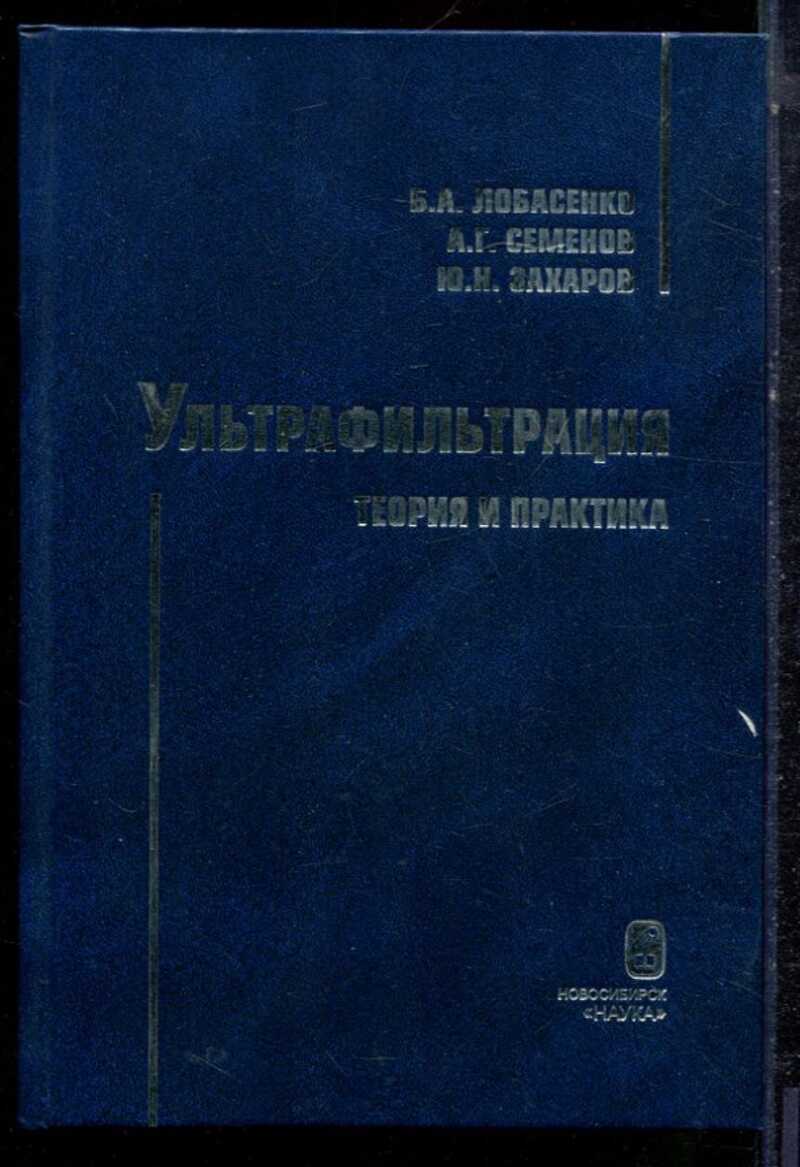 Б.А. ЛОБАСЕНКО
А.Г. СЕМЕНОВ
Ю.Н. ЗАХАРОВ
УЛЬТРАФИЛЬТРАЦИЯ
ТЕОРИЯ И ПРАКТИКА
НОВОСИБИРСК
«НАУКА»